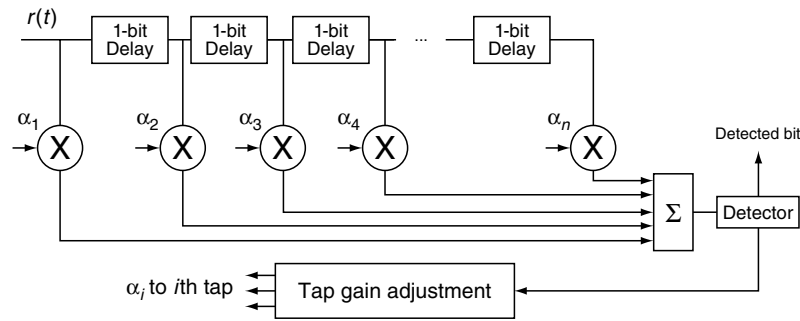 r(t)
1-bit
Delay
1-bit
Delay
1-bit
Delay
...
1-bit
Delay
α1
α2
α3
α4
αn
X
X
X
X
X
Detected bit
Σ
Detector
αi to ith tap
Tap gain adjustment